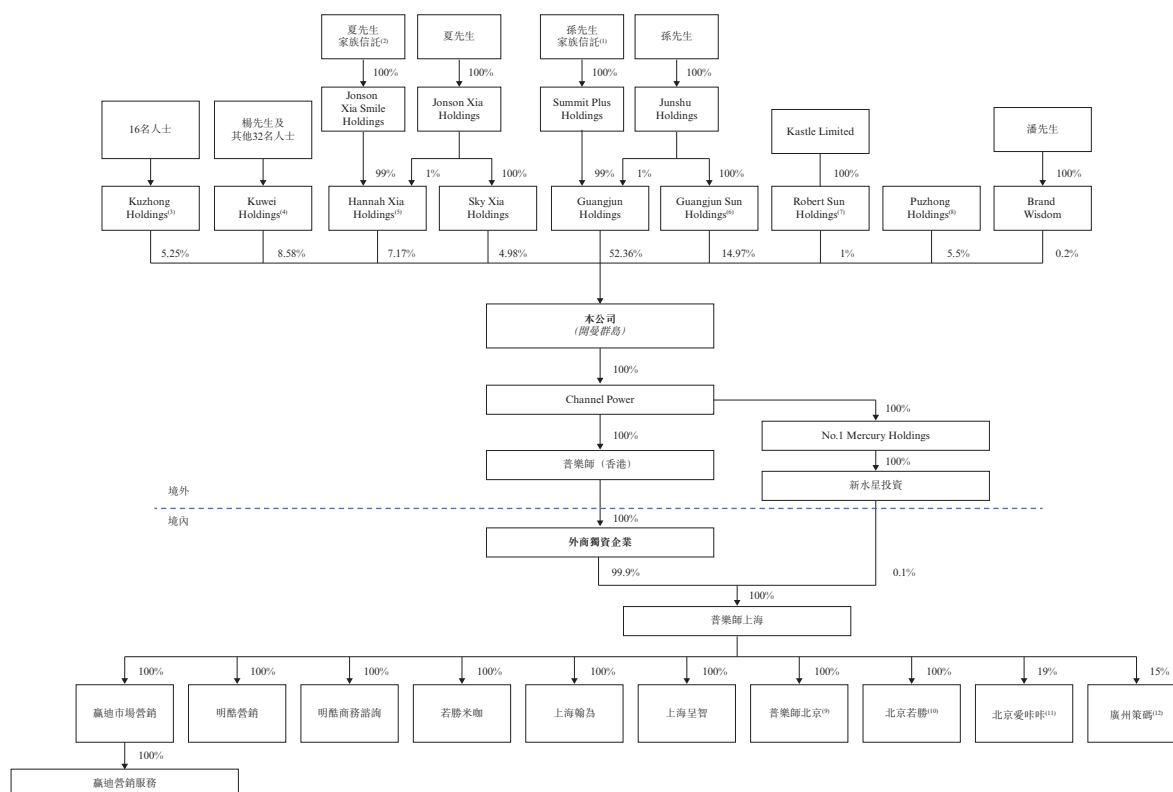 夏先生
家族信託(2)
夏先生
孫先生
家族信託(1)
孫先生
100%
100%
100%
100%
16名人士
楊先生及
其他32名人士
Jonson
Xia Smile
Holdings
Jonson Xia
Holdings
Summit Plus
Holdings
Junshu
Holdings
Kastle Limited
潘先生
99%
1%
100%
99%
1%
100%
100%
100%
Kuzhong
Holdings(3)
Kuwei
Holdings(4)
Hannah Xia
Holdings(5)
Sky Xia
Holdings
Guangjun
Holdings
Guangjun Sun
Holdings(6)
Robert Sun
Holdings(7)
Puzhong
Holdings(8)
Brand
Wisdom
5.25%
8.58%
7.17%
4.98%
52.36%
14.97%
1%
5.5%
0.2%
本公司
(開曼群島)
100%
Channel Power
100%
100%
No.1 Mercury Holdings
普樂師（香港）
100%
新水星投資
境外
境內
100%
外商獨資企業
99.9%
0.1%
100%
普樂師上海
100%
100%
100%
100%
100%
100%
100%
100%
19%
15%
贏迪市場營銷
明酷營銷
明酷商務諮詢
若勝米咖
上海翰為
上海呈智
普樂師北京(9)
北京若勝(10)
北京愛咔咔(11)
廣州策碼(12)
100%
贏迪營銷服務